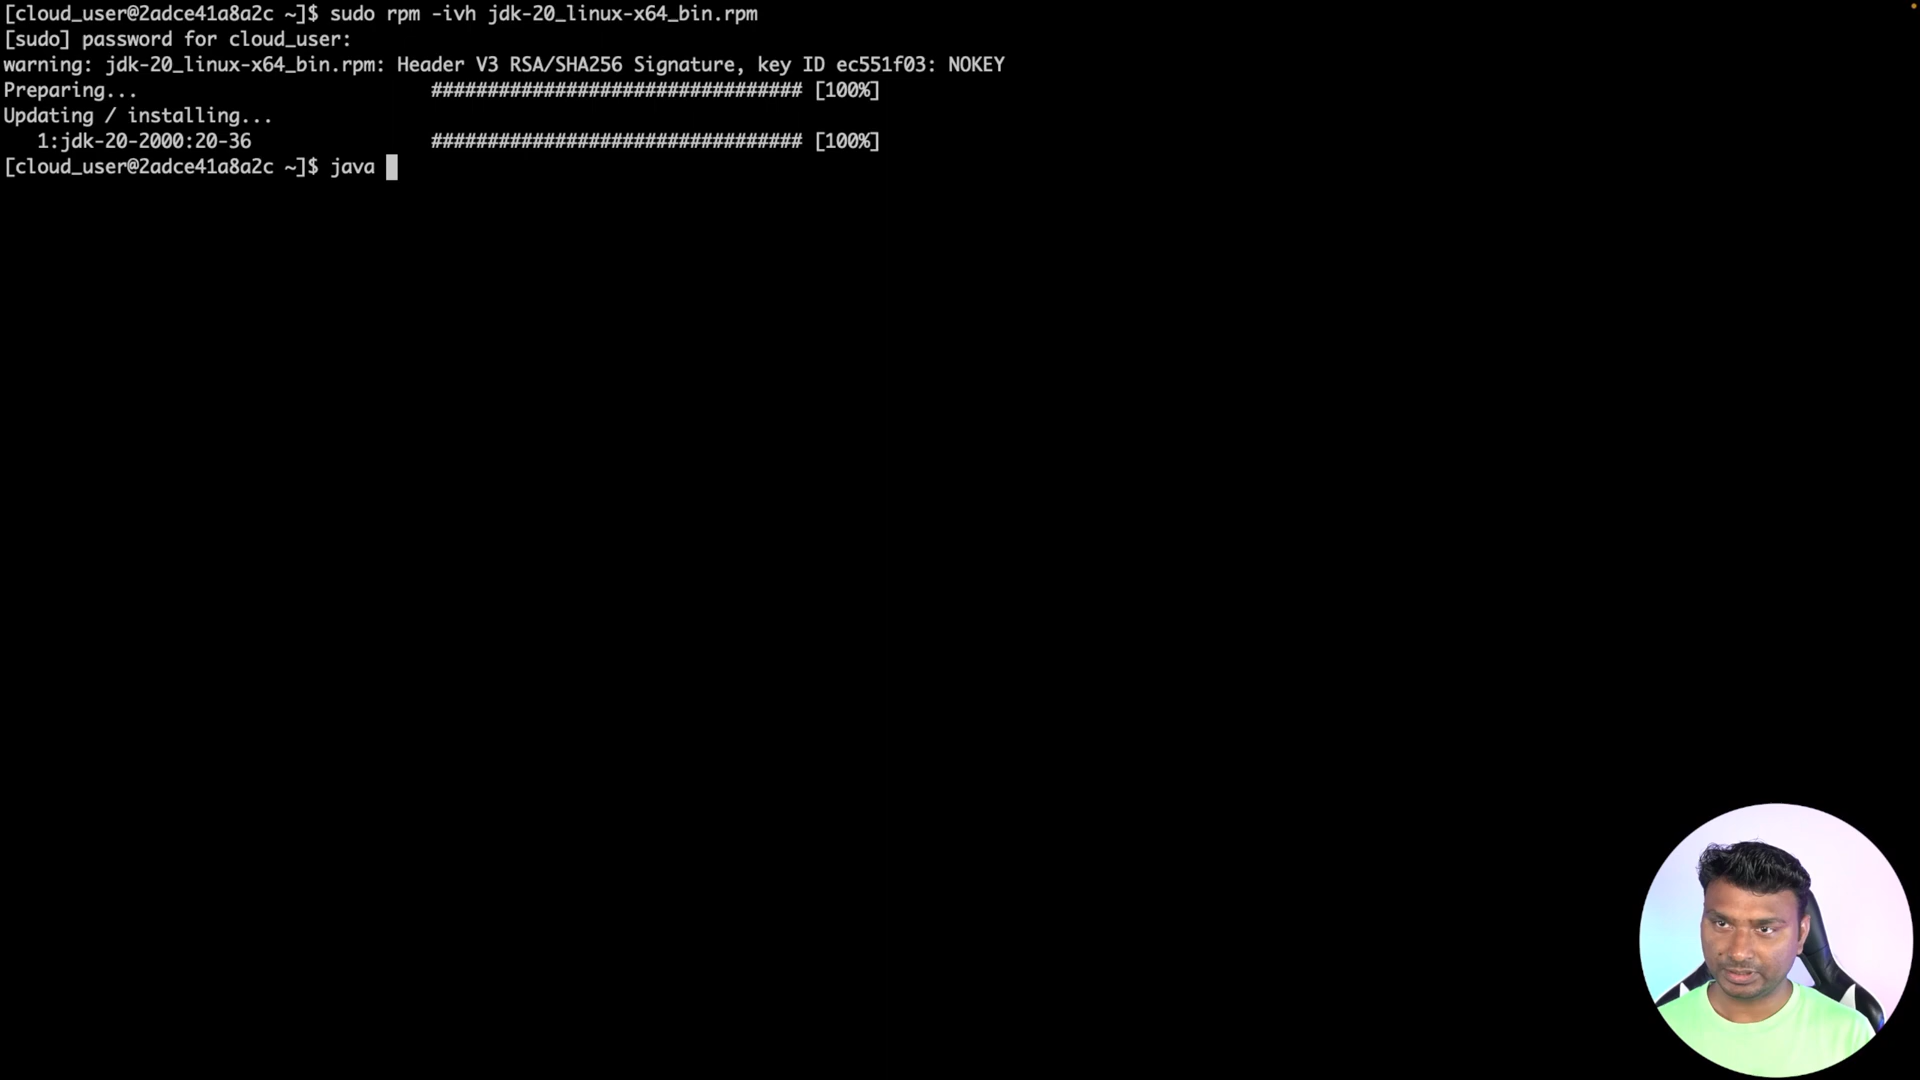 [cloud_user@2adce41a8a2c ~]$ sudo rpm -ivh jdk-20_linux-x64_bin.rpm
[sudo] password for cloud_user:
warning: jdk-20_linux-x64_bin.rpm: Header V3 RSA/SHA256 Signature, key ID ec551f03: NOKEY
Preparing... ################################# [100%]
Updating / installing...
1:jdk-20-2000:20-36 ################################# [100%]
[cloud_user@2adce41a8a2c ~]$ java